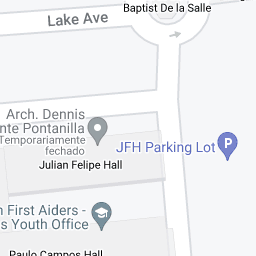 Baptist De la Salle
Lake Ave
Arch. Dennis
nte Pontanilla
Temporariamente
fechado
Julian Felipe Hall
JFH Parking Lot
P
First Aiders -
s Youth Office
Paulo Campos Hall